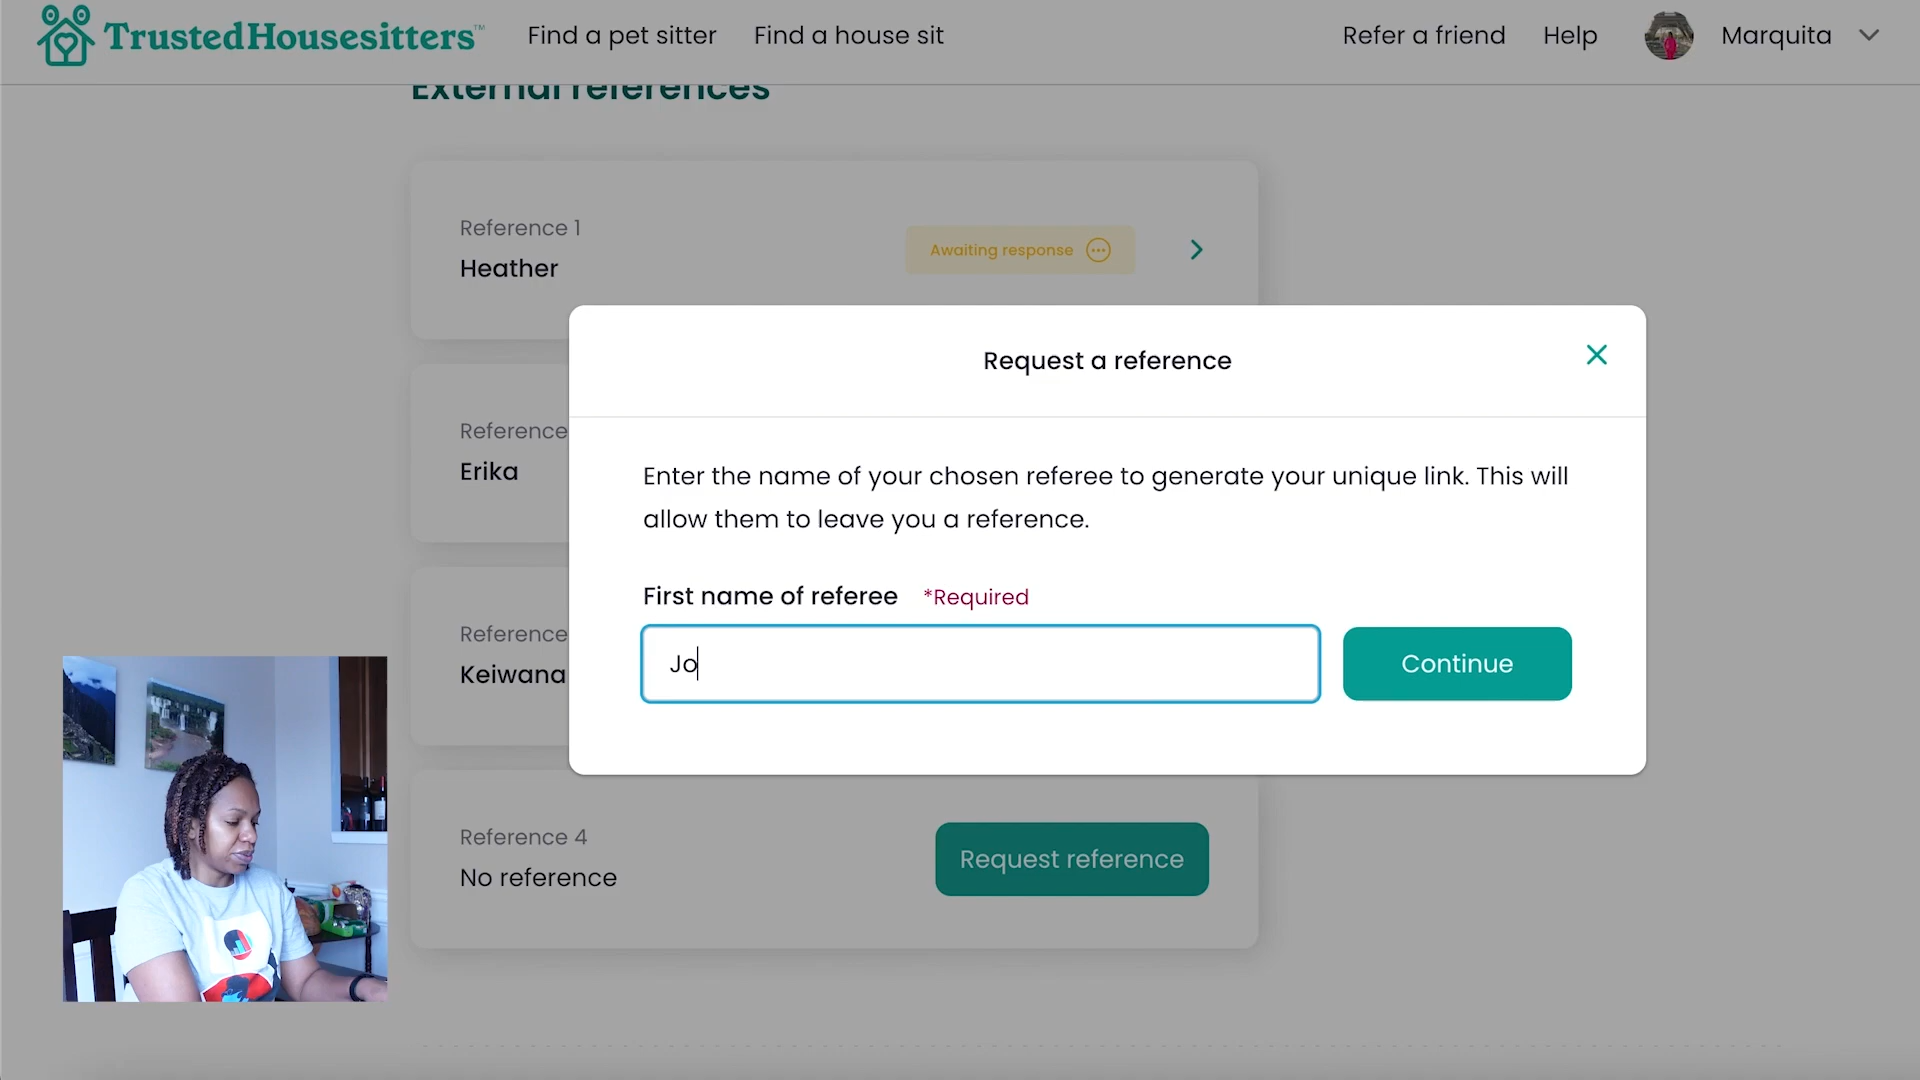 TrustedHousesitters™
Find a pet sitter
Find a house sit
Refer a friend
Help
Marquita
External references
Reference 1
Heather
Awaiting response
Request a reference
Enter the name of your chosen referee to generate your unique link. This will
allow them to leave you a reference.
First name of referee *Required
Jo
Continue
Reference
Erika
Reference
Keiwana
Reference 4
No reference
Request reference